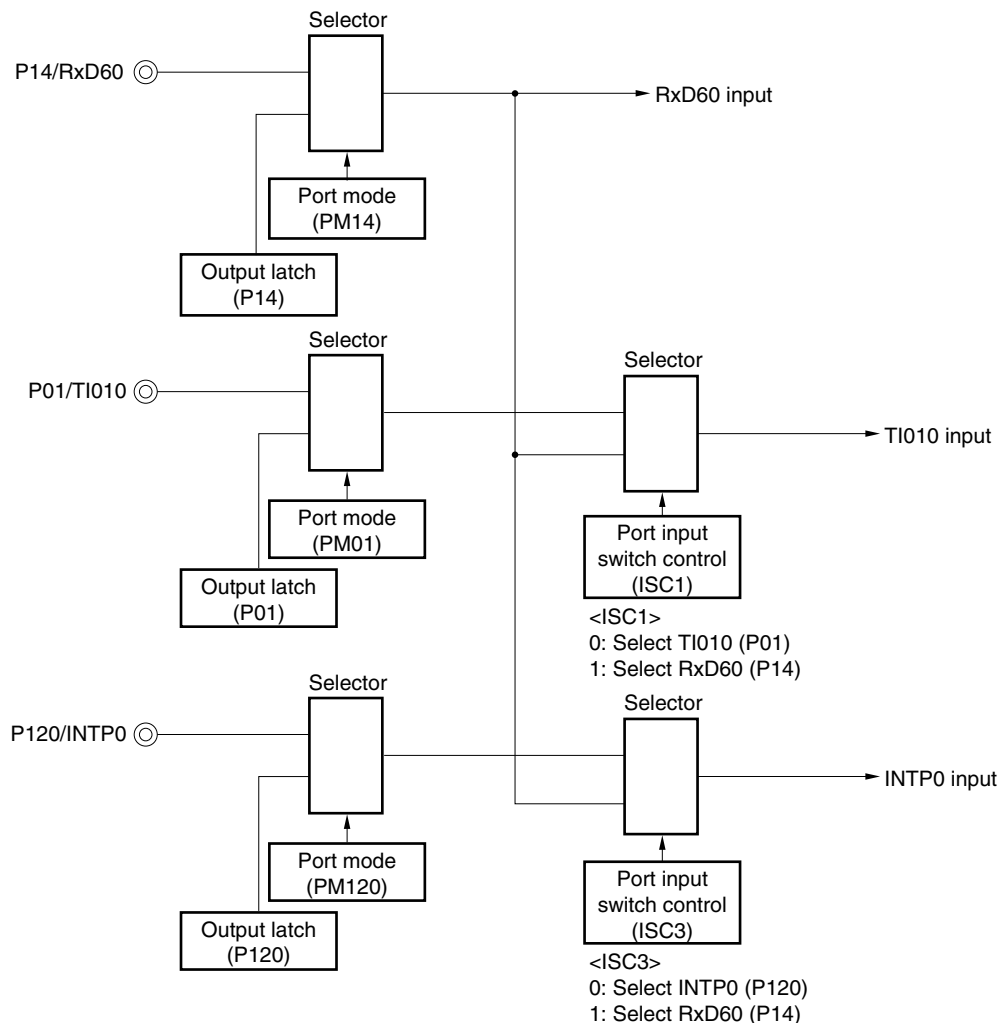 Selector
P14/RxD60
RxD60 input
Port mode
(PM14)
Output latch
(P14)
Selector
P01/TI010
Selector
TI010 input
Port mode
(PM01)
Port input
switch control
(ISC1)
Output latch
(P01)
<ISC1>
0: Select TI010 (P01)
1: Select RxD60 (P14)
Selector
Selector
P120/INTP0
INTP0 input
Port mode
(PM120)
Port input
switch control
(ISC3)
Output latch
(P120)
<ISC3>
0: Select INTP0 (P120)
1: Select RxD60 (P14)